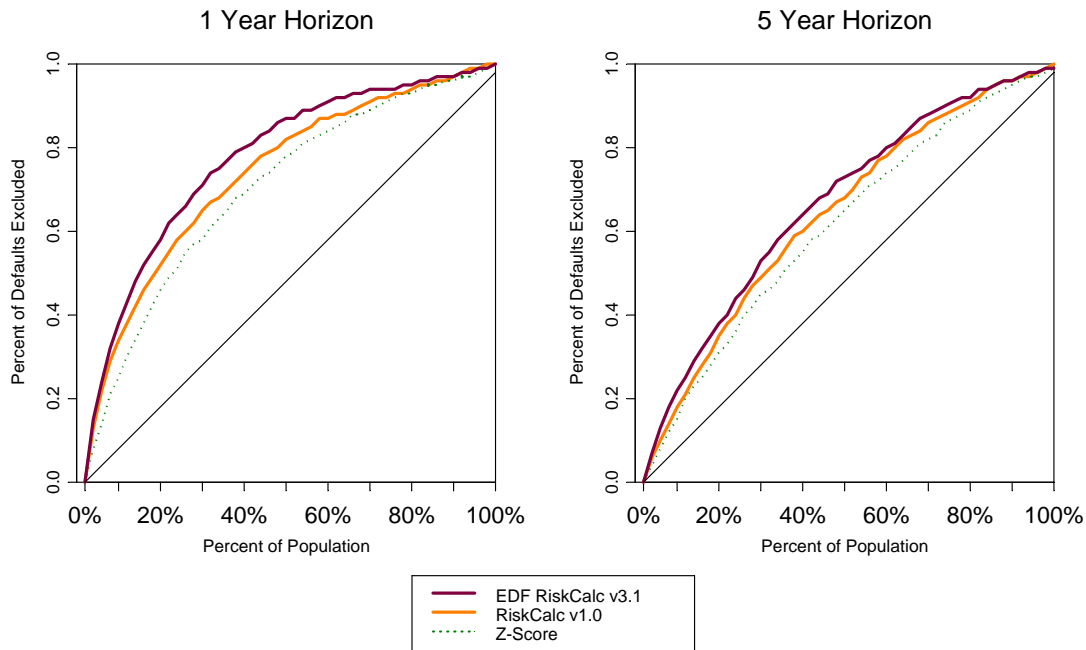 1 Year Horizon
1.0
0.8
0.6
0.4
0.2
0.0
Percent of Defaults Excluded
0% 20% 40% 60% 80% 100%
Percent of Population
5 Year Horizon
1.0
0.8
0.6
0.4
0.2
0.0
Percent of Defaults Excluded
0% 20% 40% 60% 80% 100%
Percent of Population
EDF RiskCalc v3.1
RiskCalc v1.0
Z-Score